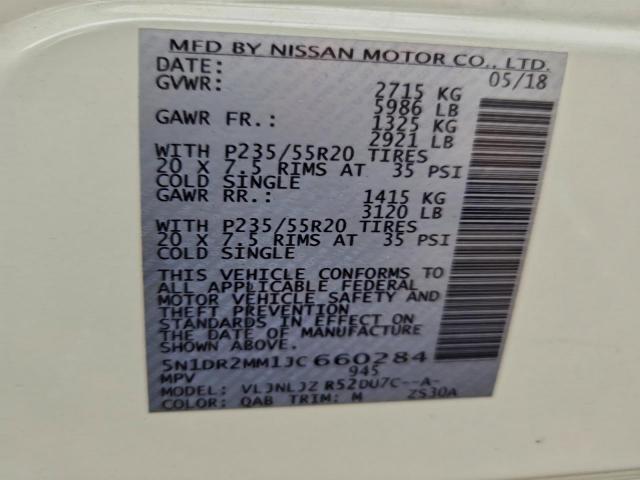 MFD BY NISSAN MOTOR CO., LTD.
DATE: 05/18
GVWR: 2715 KG
5986 LB
GAWR FR.: 1325 KG
2921 LB
WITH P235/55R20 TIRES
20 X 7.5 RIMS AT 35 PSI
COLD SINGLE
GAWR RR.: 1415 KG
3120 LB
WITH P235/55R20 TIRES
20 X 7.5 RIMS AT 35 PSI
COLD SINGLE
THIS VEHICLE CONFORMS TO
ALL APPLICABLE FEDERAL
MOTOR VEHICLE SAFETY AND
THEFT PREVENTION
STANDARDS IN EFFECT ON
THE DATE OF MANUFACTURE
SHOWN ABOVE.
5N1DR2MM1JC660284
MPV 945
MODEL: VLJNLJZ R52DU7C--A-
COLOR: QAB TRIM: M ZS30A